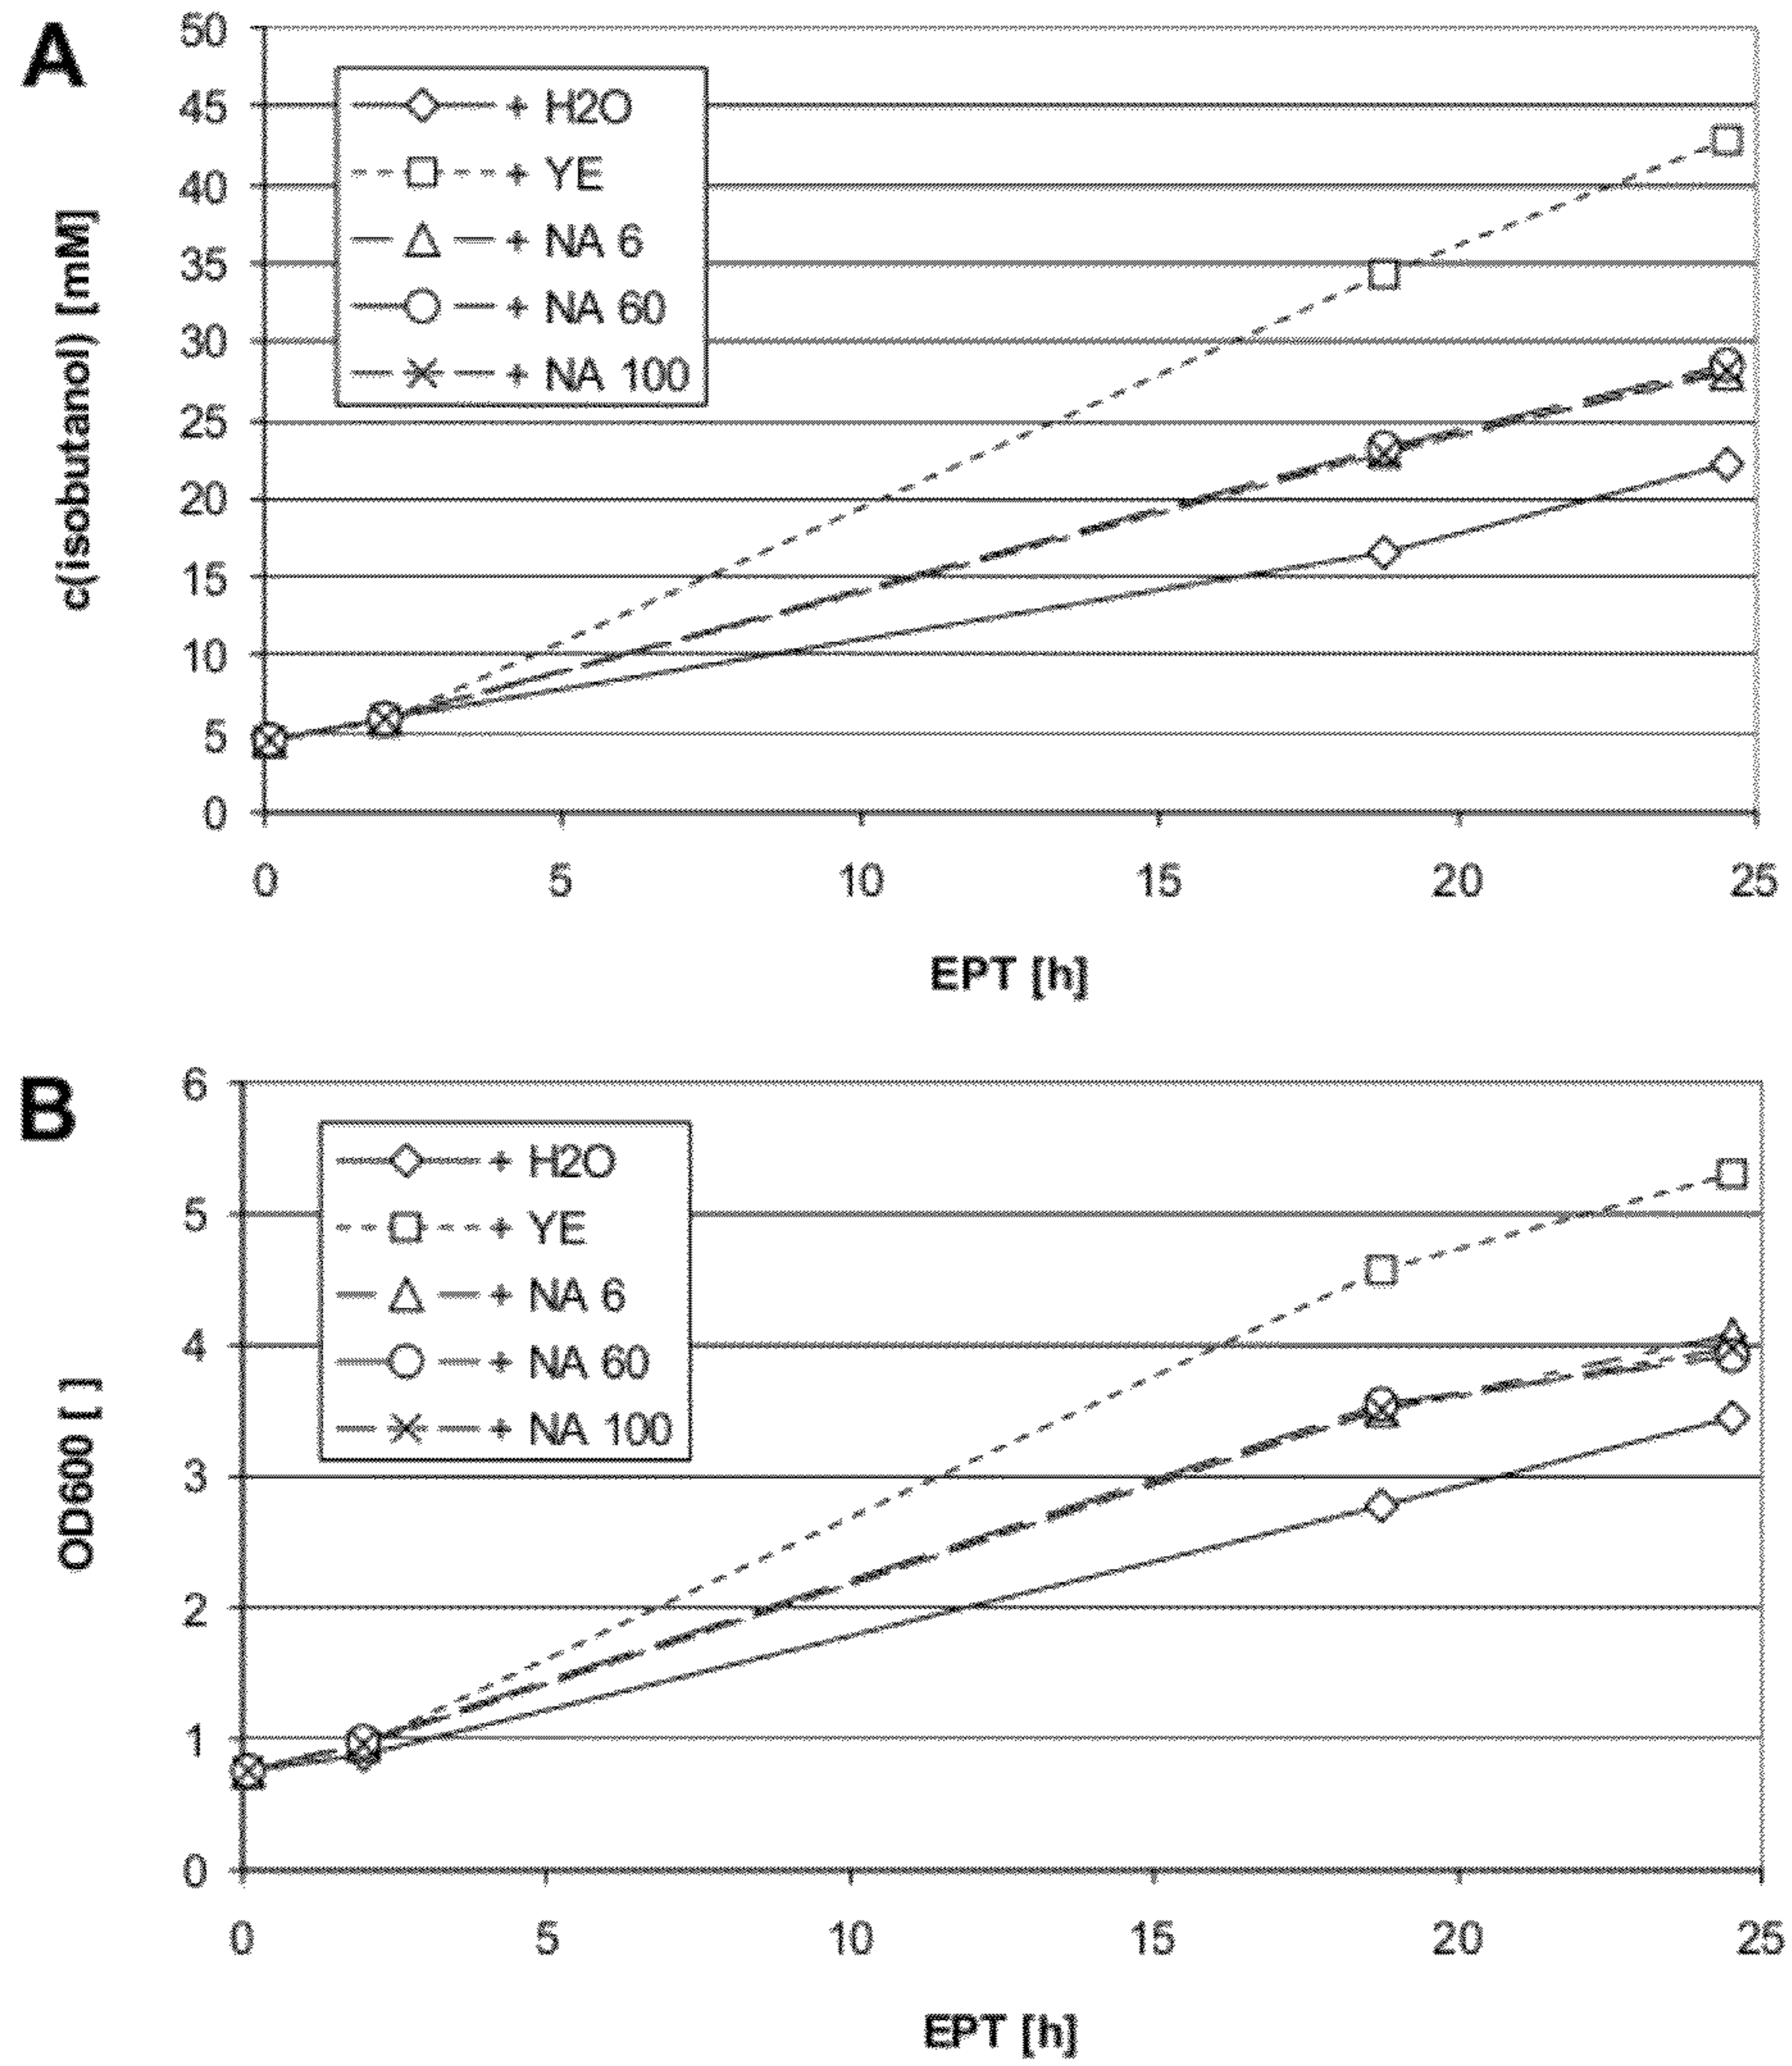 A
50
45
40
35
30
25
20
15
10
5
0
c(isobutanol) [mM]
+ H2O
+ YE
+ NA 6
+ NA 60
+ NA 100
0 5 10 15 20 25
EPT [h]
B
6
5
4
3
2
1
0
OD600 [ ]
+ H2O
+ YE
+ NA 6
+ NA 60
+ NA 100
0 5 10 15 20 25
EPT [h]